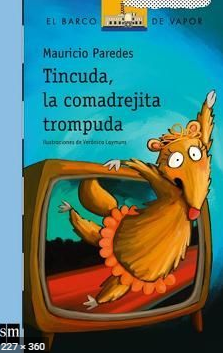 EL BARCO DE VAPOR
Mauricio Paredes
Tincuda,
la comadrejita
trompuda
Ilustraciones de Verónica Laymuns
sm
227 × 360